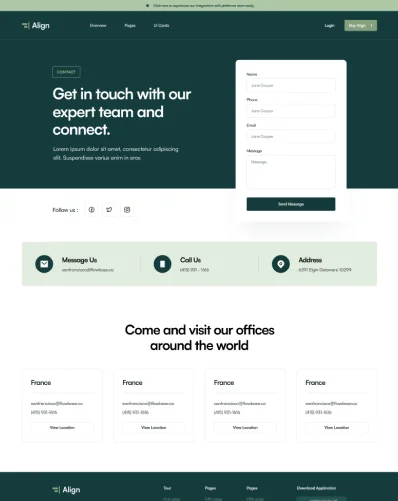 Click here to experience our integrations with preferred team easily.
Align
Overview
Pages
UI Cards
Login
Buy Align
CONTACT
Get in touch with our
expert team and
connect.
Lorem ipsum dolor sit amet, consectetur adipiscing
elit. Suspendisse varius enim in eros
Name
Jane Cooper
Phone
Jane Cooper
Email
Jane Cooper
Message
Message,
Send Message
Follow us :
Message Us
sanfrancisco@flowbase.co
Call Us
(415) 931 - 1616
Address
6391 Elgin Delaware 10299
Come and visit our offices
around the world
France
sanfrancisco@flowbase.co
(415) 931-1616
View Location
France
sanfrancisco@flowbase.co
(415) 931-1616
View Location
France
sanfrancisco@flowbase.co
(415) 931-1616
View Location
France
sanfrancisco@flowbase.co
(415) 931-1616
View Location
Align
Tour
Pages
Pages
Download Application